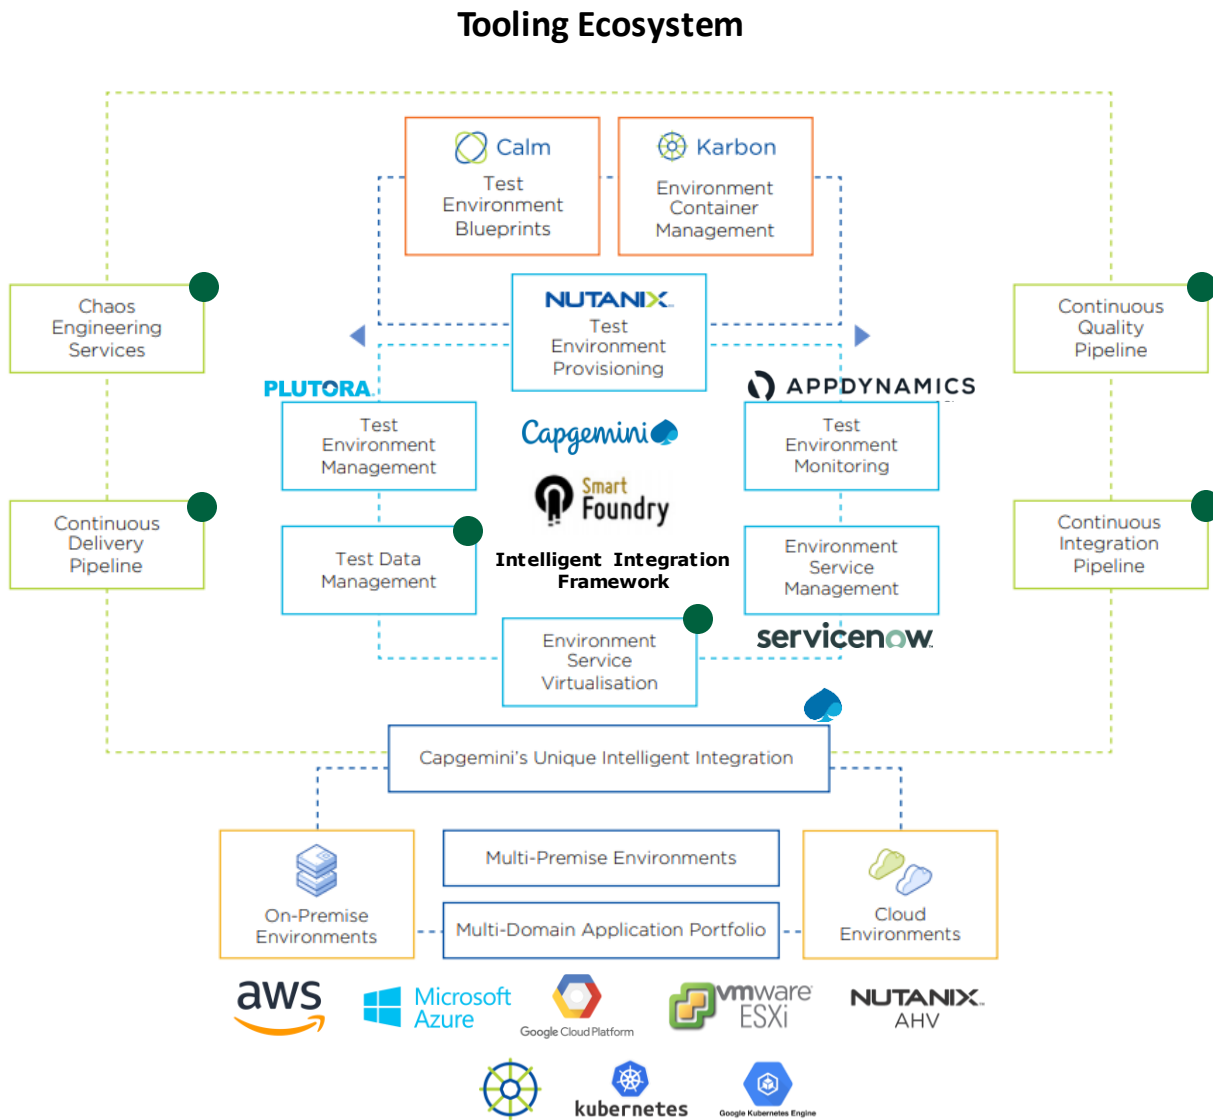 Tooling Ecosystem
Calm
Test
Environment
Blueprints
Karbon
Environment
Container
Management
Chaos
Engineering
Services
NUTANIX
Test
Environment
Provisioning
Continuous
Quality
Pipeline
PLUTORA
APPDYNAMICS
Test
Environment
Management
Capgemini
Test
Environment
Monitoring
Smart
Foundry
Continuous
Delivery
Pipeline
Test Data
Management
Intelligent Integration
Framework
Environment
Service
Management
Continuous
Integration
Pipeline
servicenow
Environment
Service
Virtualisation
Capgemini's Unique Intelligent Integration
On-Premise
Environments
Multi-Premise Environments
Multi-Domain Application Portfolio
Cloud
Environments
aws
Microsoft
Azure
Google Cloud Platform
vmware
ESXi
NUTANIX
AHV
kubernetes
Google Kubernetes Engine